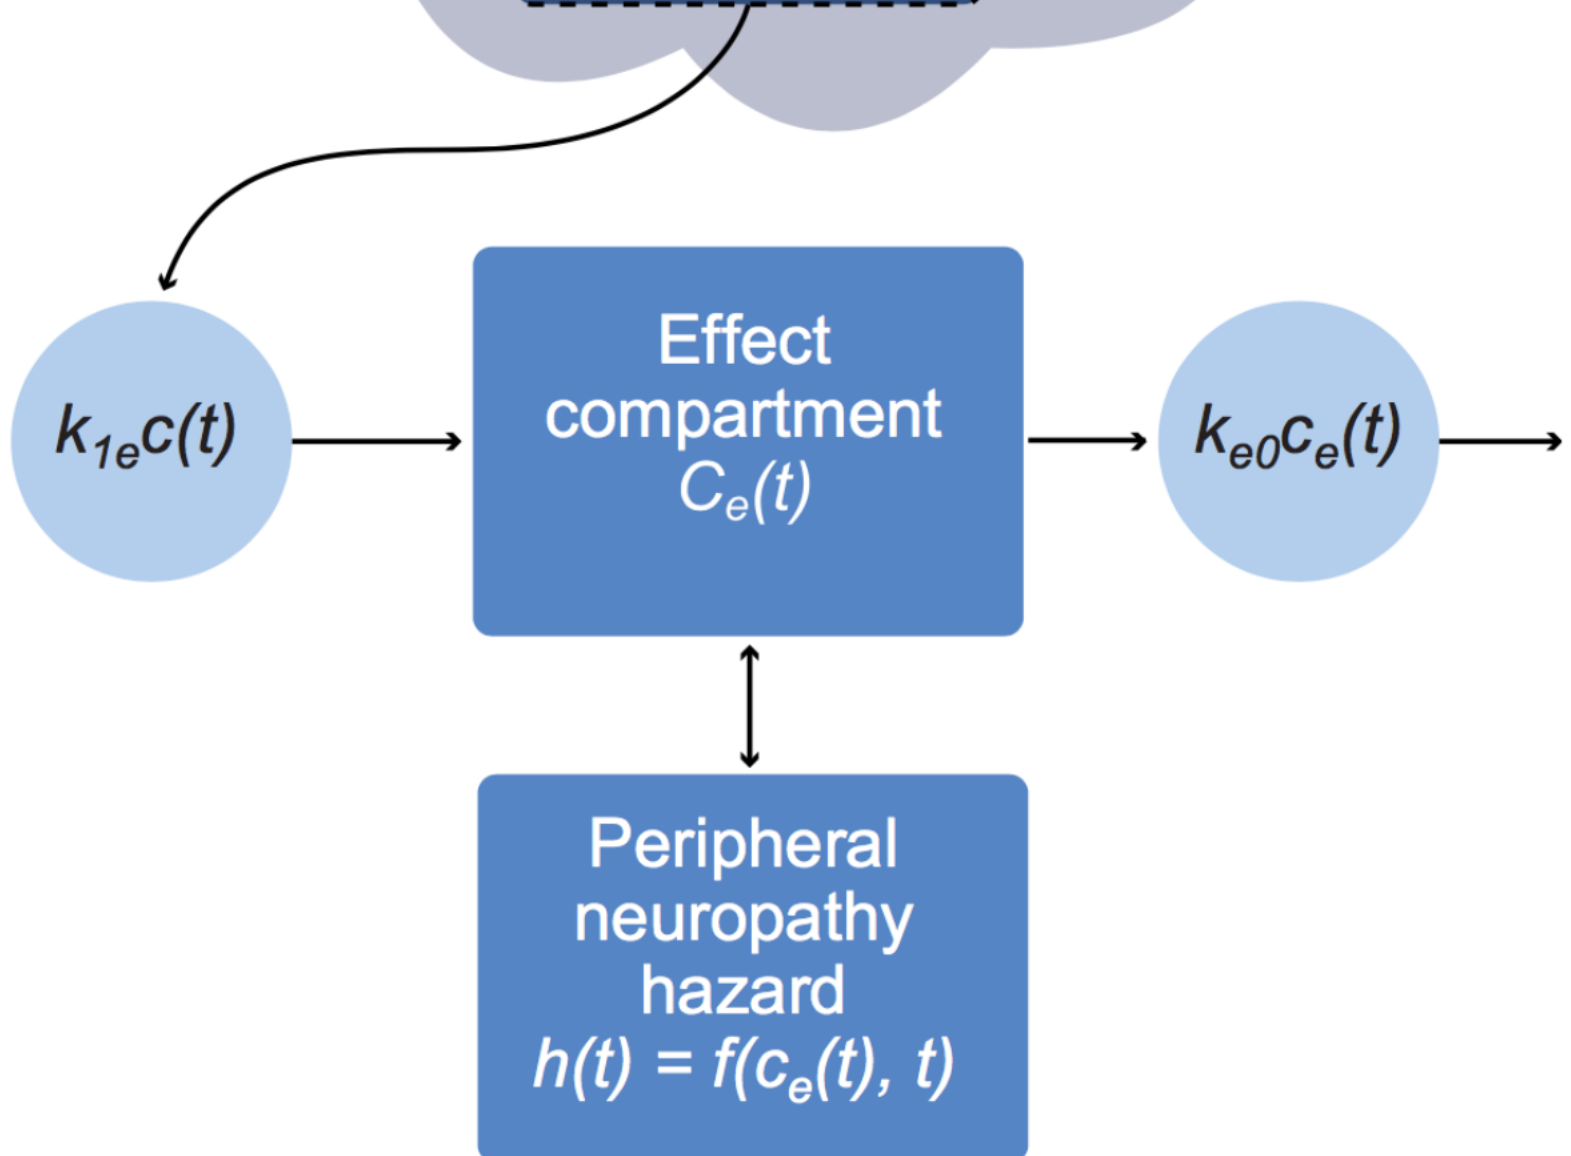 k₁ₑc(t)
Effect
compartment
Cₑ(t)
kₑ₀cₑ(t)
Peripheral
neuropathy
hazard
h(t) = f(cₑ(t), t)